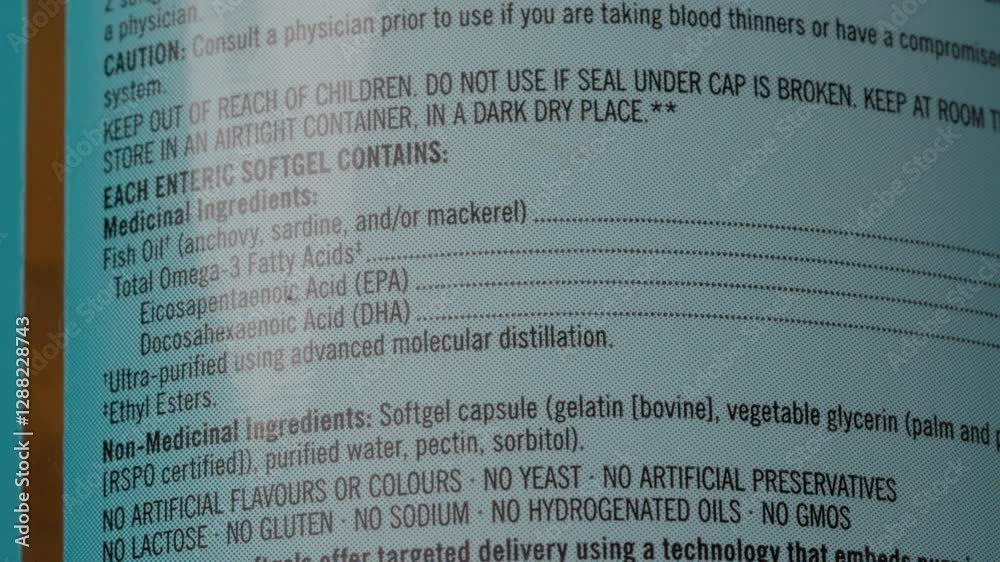 a physician.
CAUTION: Consult a physician prior to use if you are taking blood thinners or have a compromised
system.
KEEP OUT OF REACH OF CHILDREN. DO NOT USE IF SEAL UNDER CAP IS BROKEN. KEEP AT ROOM
STORE IN AN AIRTIGHT CONTAINER, IN A DARK DRY PLACE.**
EACH ENTERIC SOFTGEL CONTAINS:
Medicinal Ingredients:
Fish Oil† (anchovy, sardine, and/or mackerel)
Total Omega-3 Fatty Acids‡
Eicosapentaenoic Acid (EPA)
Docosahexaenoic Acid (DHA)
†Ultra-purified using advanced molecular distillation.
‡Ethyl Esters.
Non-Medicinal Ingredients: Softgel capsule (gelatin [bovine], vegetable glycerin (palm and
[RSPO certified]), purified water, pectin, sorbitol).
NO ARTIFICIAL FLAVOURS OR COLOURS · NO YEAST · NO ARTIFICIAL PRESERVATIVES
NO LACTOSE · NO GLUTEN · NO SODIUM · NO HYDROGENATED OILS · NO GMOS
offer targeted delivery using a technology that embeds
Adobe Stock | #1288228743